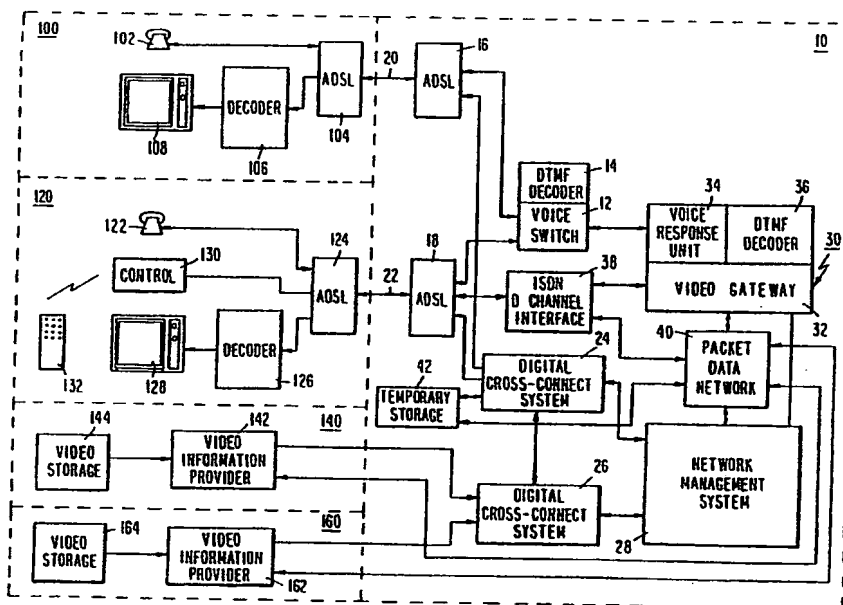 100
102
108
DECODER
106
ADSL
104
20
16
ADSL
10
14
DTMF
DECODER
12
VOICE
SWITCH
34
VOICE
RESPONSE
UNIT
36
DTMF
DECODER
30
VIDEO GATEWAY
32
120
122
130
CONTROL
132
128
DECODER
126
124
ADSL
22
18
ADSL
38
ISDN
D CHANNEL
INTERFACE
24
DIGITAL
CROSS-CONNECT
SYSTEM
42
TEMPORARY
STORAGE
40
PACKET
DATA
NETWORK
144
VIDEO
STORAGE
142
VIDEO
INFORMATION
PROVIDER
140
26
DIGITAL
CROSS-CONNECT
SYSTEM
NETWORK
MANAGEMENT
SYSTEM
28
164
VIDEO
STORAGE
160
VIDEO
INFORMATION
PROVIDER
162